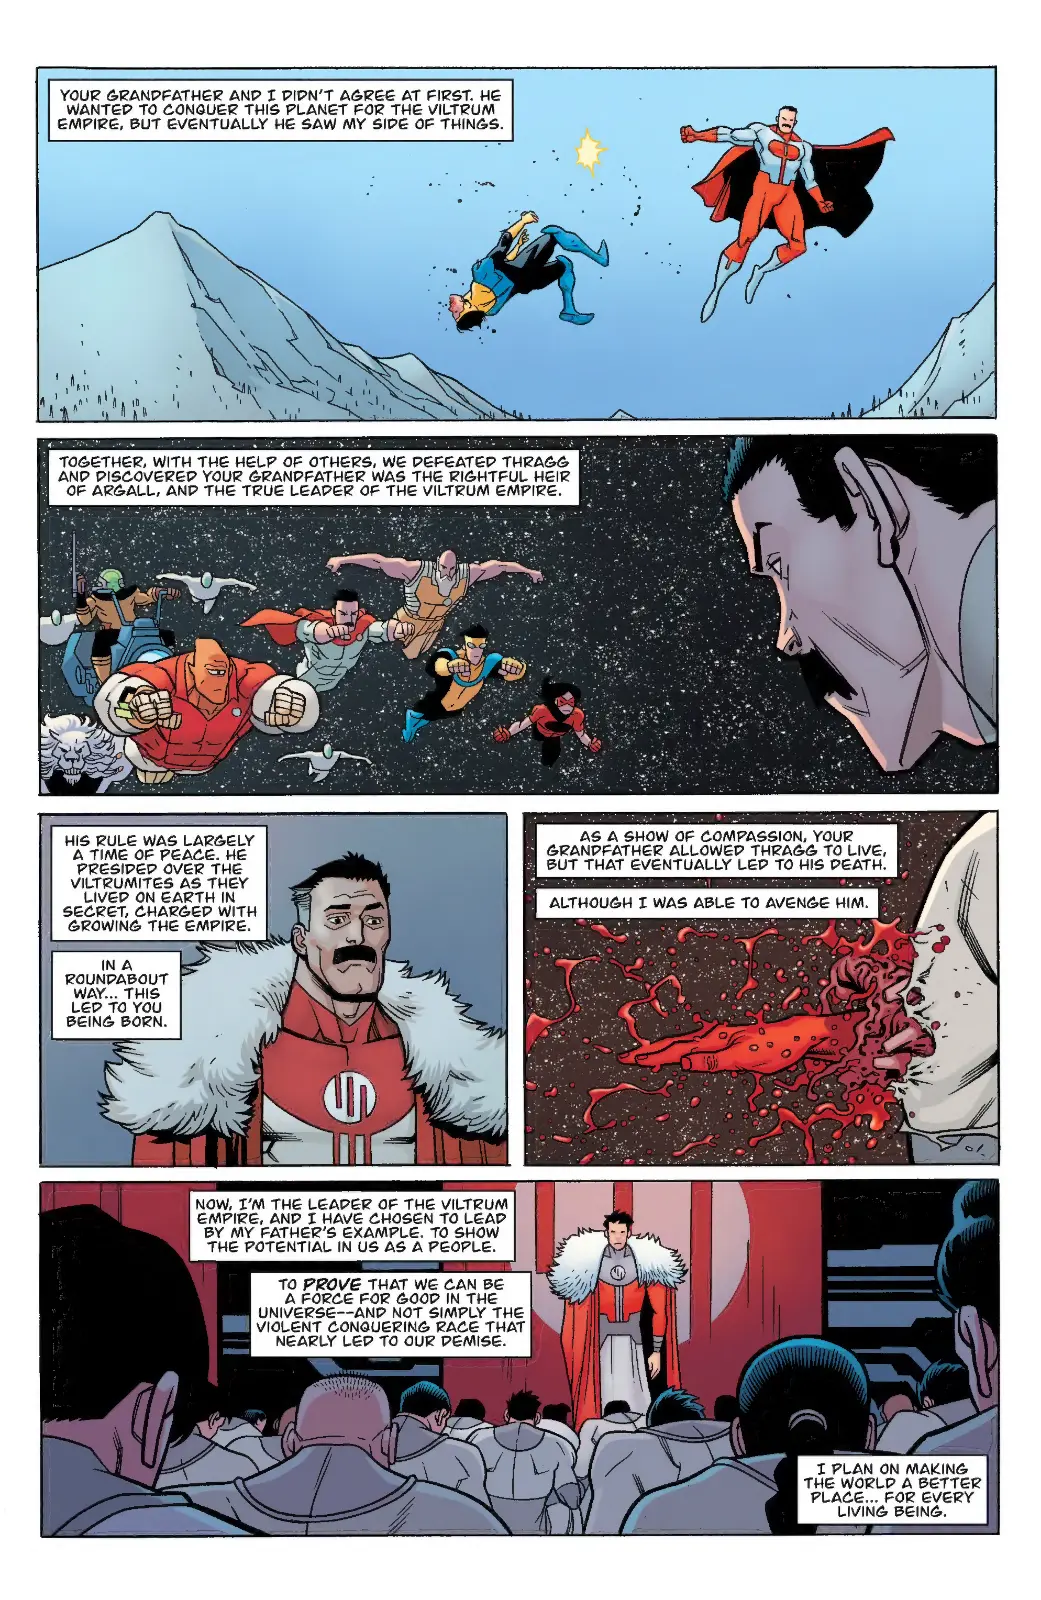 YOUR GRANDFATHER AND I DIDN'T AGREE AT FIRST. HE
WANTED TO CONQUER THIS PLANET FOR THE VILTRUM
EMPIRE, BUT EVENTUALLY HE SAW MY SIDE OF THINGS.
TOGETHER, WITH THE HELP OF OTHERS, WE DEFEATED THRAGG
AND DISCOVERED YOUR GRANDFATHER WAS THE RIGHTFUL HEIR
OF ARGALL, AND THE TRUE LEADER OF THE VILTRUM EMPIRE.
HIS RULE WAS LARGELY
A TIME OF PEACE. HE
PRESIDED OVER THE
VILTRUMITES AS THEY
LIVED ON EARTH IN
SECRET, CHARGED WITH
GROWING THE EMPIRE.
IN A
ROUNDABOUT
WAY... THIS
LED TO YOU
BEING BORN.
AS A SHOW OF COMPASSION, YOUR
GRANDFATHER ALLOWED THRAGG TO LIVE,
BUT THAT EVENTUALLY LED TO HIS DEATH.
ALTHOUGH I WAS ABLE TO AVENGE HIM.
NOW, I'M THE LEADER OF THE VILTRUM
EMPIRE, AND I HAVE CHOSEN TO LEAD
BY MY FATHER'S EXAMPLE. TO SHOW
THE POTENTIAL IN US AS A PEOPLE.
TO PROVE THAT WE CAN BE
A FORCE FOR GOOD IN THE
UNIVERSE--AND NOT SIMPLY THE
VIOLENT CONQUERING RACE THAT
NEARLY LED TO OUR DEMISE.
I PLAN ON MAKING
THE WORLD A BETTER
PLACE... FOR EVERY
LIVING BEING.